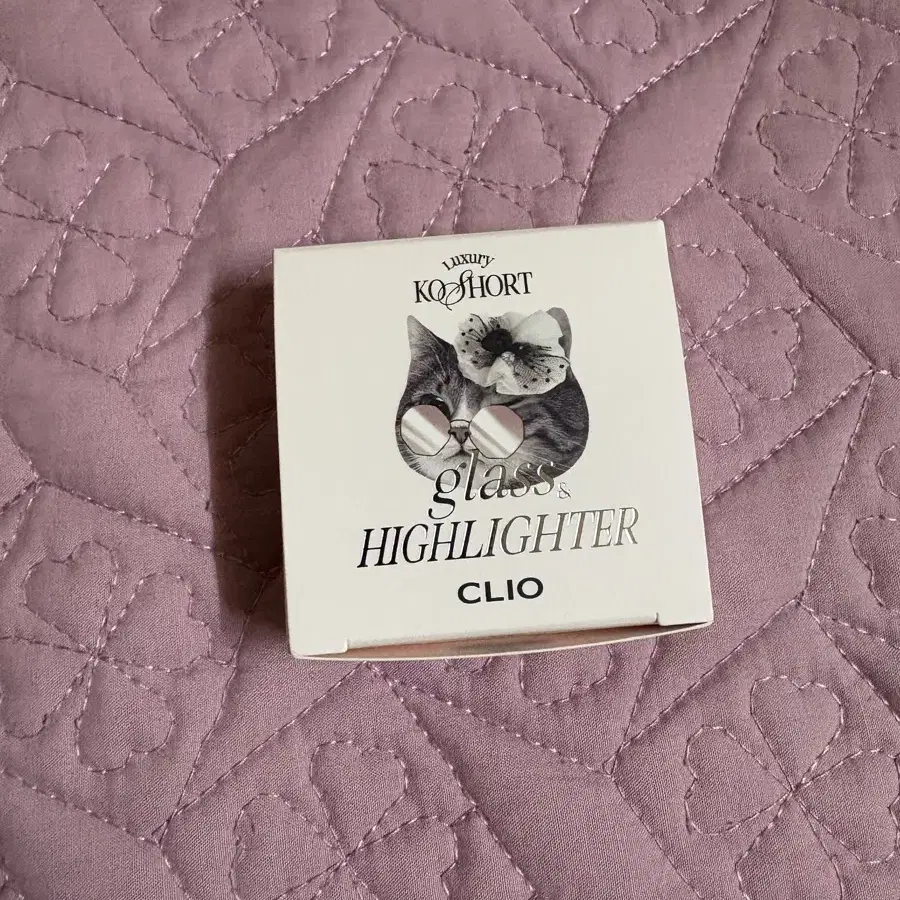 Luxury
KOSHORT
glass &
HIGHLIGHTER
CLIO